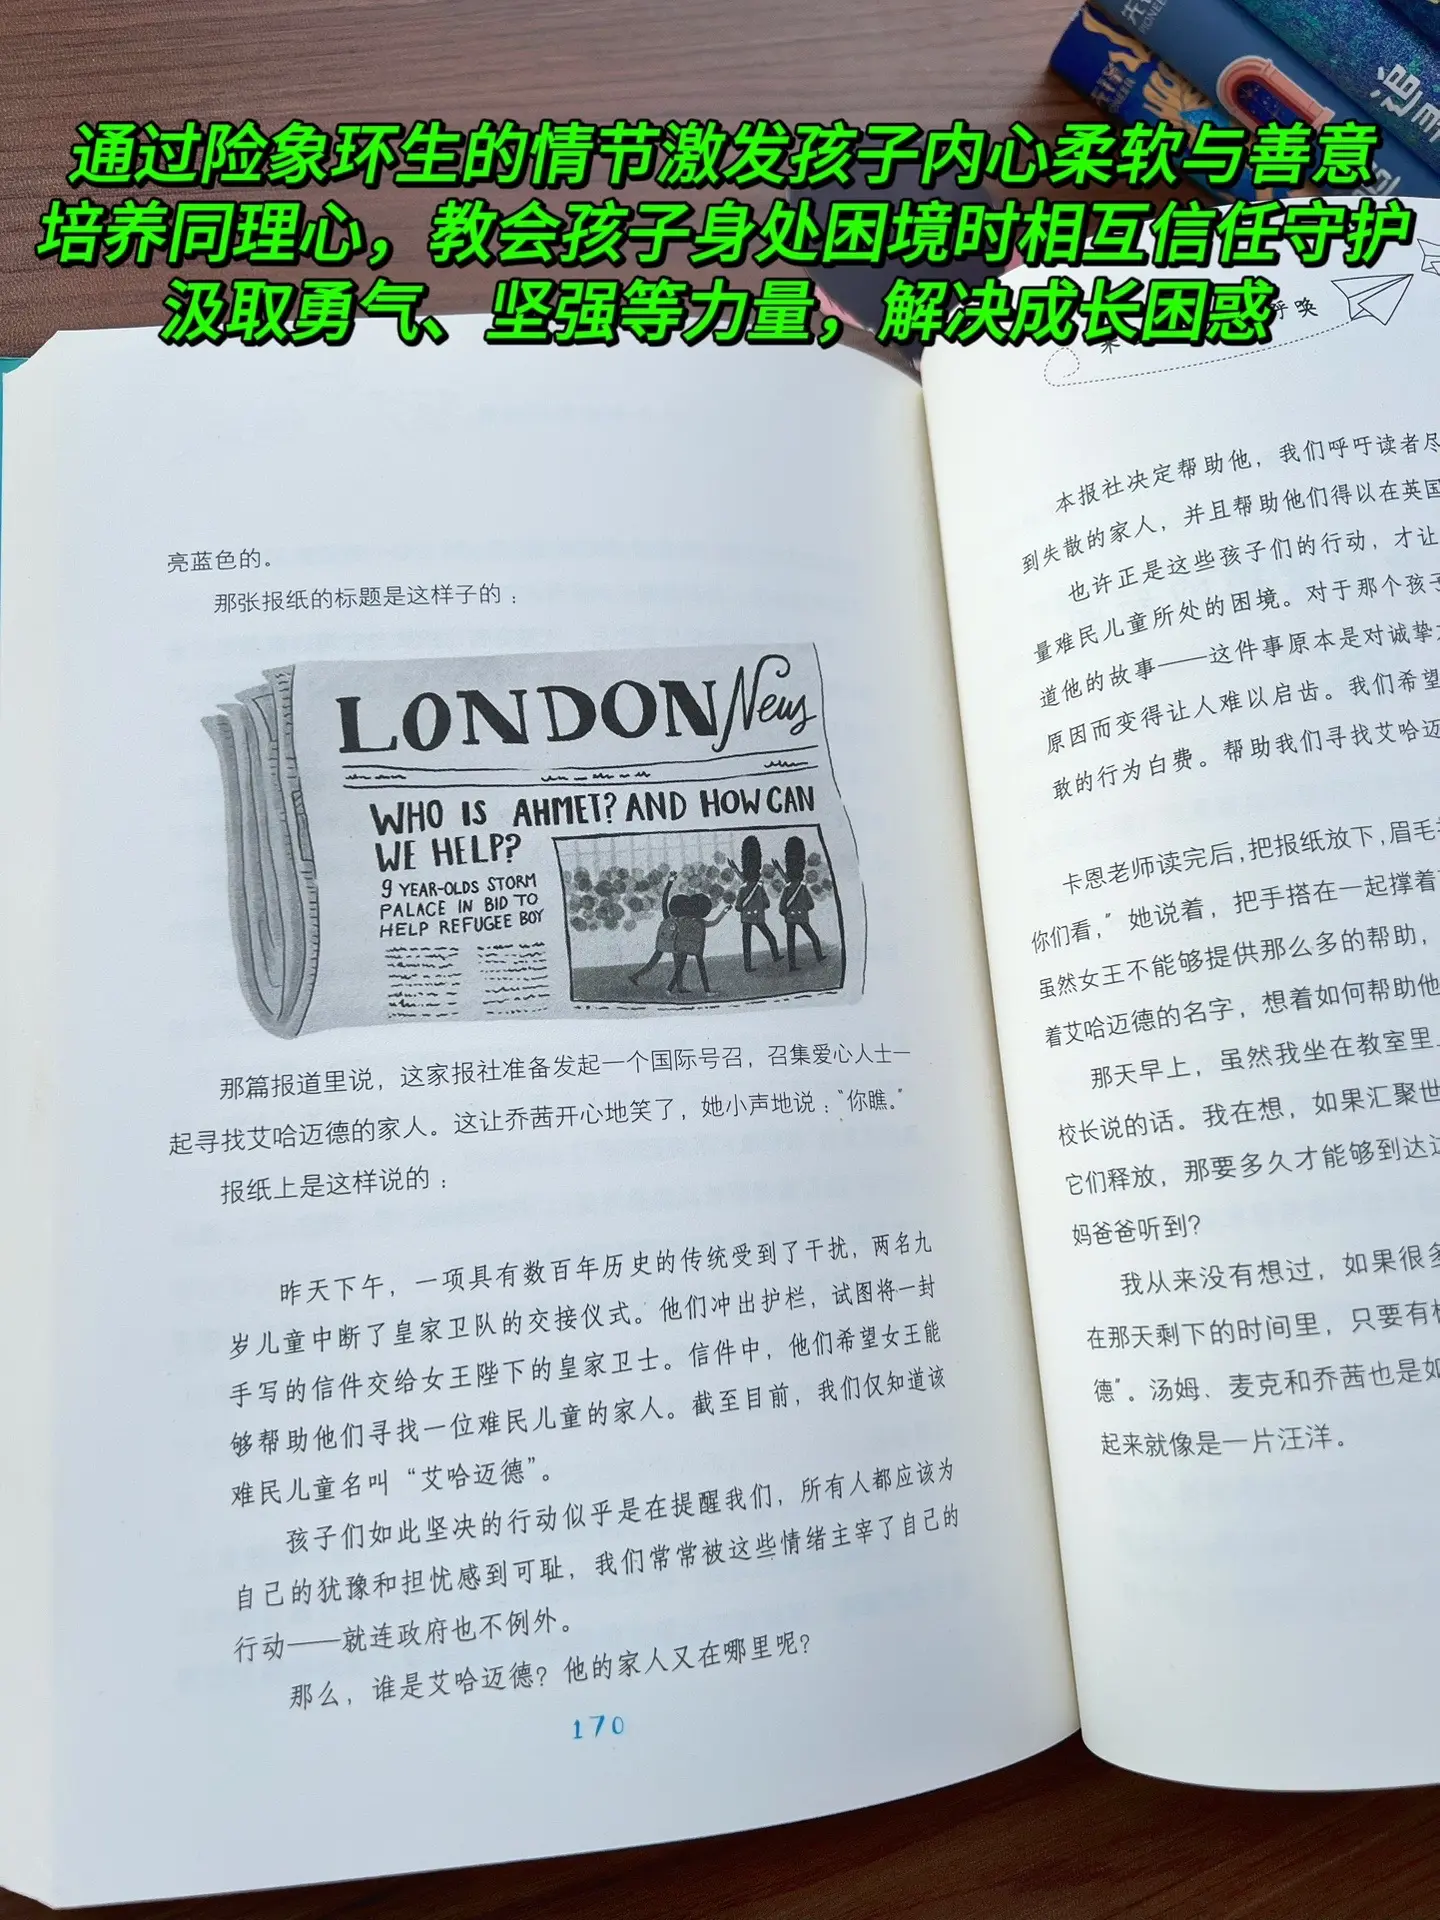 通过险象环生的情节激发孩子内心柔软与善意
培养同理心，教会孩子身处困境时相互信任守护
汲取勇气、坚强等力量，解决成长困惑
先锋
PIONEER
追寻
亮蓝色的。
那张报纸的标题是这样子的：
LONDON News
WHO IS AHMET? AND HOW CAN
WE HELP?
9 YEAR-OLDS STORM
PALACE IN BID TO
HELP REFUGEE BOY
那篇报道里说，这家报社准备发起一个国际号召，召集爱心人士一
起寻找艾哈迈德的家人。这让乔茜开心地笑了，她小声地说：“你瞧。”
报纸上是这样说的：
昨天下午，一项具有数百年历史的传统受到了干扰，两名九
岁儿童中断了皇家卫队的交接仪式。他们冲出护栏，试图将一封
手写的信件交给女王陛下的皇家卫士。信件中，他们希望女王能
够帮助他们寻找一位难民儿童的家人。截至目前，我们仅知道该
难民儿童名叫“艾哈迈德”。
孩子们如此坚决的行动似乎是在提醒我们，所有人都应该为
自己的犹豫和担忧感到可耻，我们常常被这些情绪主宰了自己的
行动——就连政府也不例外。
那么，谁是艾哈迈德？他的家人又在哪里呢？
170
来 呼唤
本报社决定帮助他，我们呼吁读者尽
到失散的家人，并且帮助他们得以在英国
也许正是这些孩子们的行动，才让
量难民儿童所处的困境。对于那个孩子
道他的故事——这件事原本是对诚挚
原因而变得让人难以启齿。我们希望
敢的行为白费。帮助我们寻找艾哈迈
卡恩老师读完后，把报纸放下，眉毛
你们看，”她说着，把手搭在一起撑着
虽然女王不能够提供那么多的帮助，
着艾哈迈德的名字，想着如何帮助他
那天早上，虽然我坐在教室里
校长说的话。我在想，如果汇聚世
它们释放，那要多久才能够到达
妈爸爸听到？
我从来没有想过，如果很多
在那天剩下的时间里，只要有
德”。汤姆、麦克和乔茜也是如
起来就像是一片汪洋。